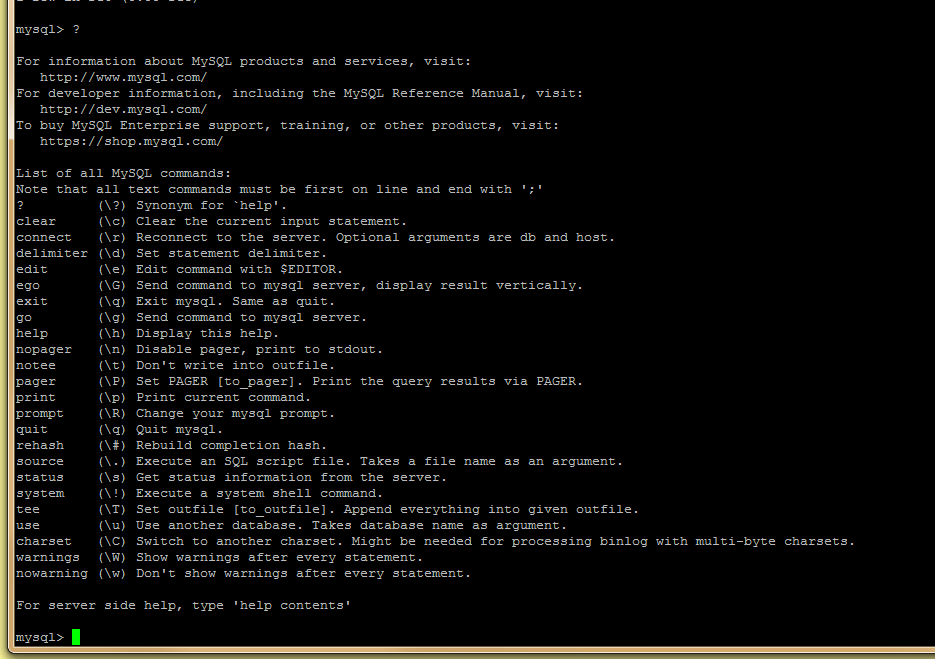 mysql> ?
For information about MySQL products and services, visit:
http://www.mysql.com/
For developer information, including the MySQL Reference Manual, visit:
http://dev.mysql.com/
To buy MySQL Enterprise support, training, or other products, visit:
https://shop.mysql.com/
List of all MySQL commands:
Note that all text commands must be first on line and end with ';'
? (\?) Synonym for `help'.
clear (\c) Clear the current input statement.
connect (\r) Reconnect to the server. Optional arguments are db and host.
delimiter (\d) Set statement delimiter.
edit (\e) Edit command with $EDITOR.
ego (\G) Send command to mysql server, display result vertically.
exit (\q) Exit mysql. Same as quit.
go (\g) Send command to mysql server.
help (\h) Display this help.
nopager (\n) Disable pager, print to stdout.
notee (\t) Don't write into outfile.
pager (\P) Set PAGER [to_pager]. Print the query results via PAGER.
print (\p) Print current command.
prompt (\R) Change your mysql prompt.
quit (\q) Quit mysql.
rehash (\#) Rebuild completion hash.
source (\.) Execute an SQL script file. Takes a file name as an argument.
status (\s) Get status information from the server.
system (\!) Execute a system shell command.
tee (\T) Set outfile [to_outfile]. Append everything into given outfile.
use (\u) Use another database. Takes database name as argument.
charset (\C) Switch to another charset. Might be needed for processing binlog with multi-byte charsets.
warnings (\W) Show warnings after every statement.
nowarning (\w) Don't show warnings after every statement.
For server side help, type 'help contents'
mysql>